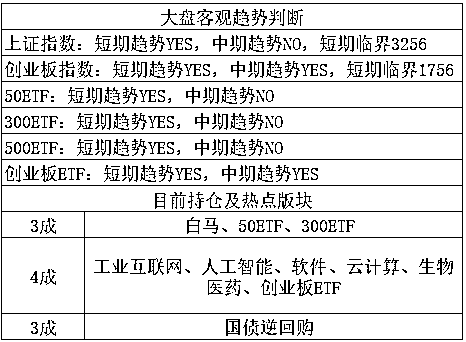 大盘客观趋势判断
上证指数：短期趋势YES，中期趋势NO，短期临界3256
创业板指数：短期趋势YES，中期趋势YES，短期临界1756
50ETF：短期趋势YES，中期趋势NO
300ETF：短期趋势YES，中期趋势NO
500ETF：短期趋势YES，中期趋势NO
创业板ETF：短期趋势YES，中期趋势YES
目前持仓及热点版块
3成 白马、50ETF、300ETF
4成 工业互联网、人工智能、软件、云计算、生物
医药、创业板ETF
3成 国债逆回购